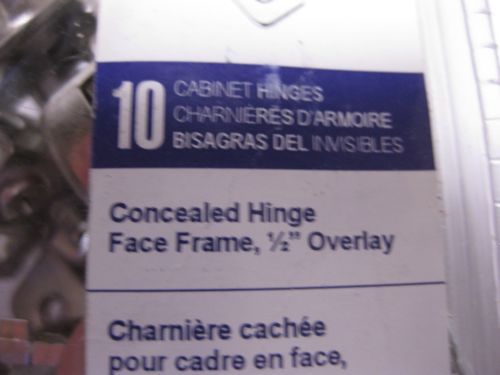 10
CABINET HINGES
CHARNIÈRES D'ARMOIRE
BISAGRAS DEL INVISIBLES
Concealed Hinge
Face Frame, ½" Overlay
Charnière cachée
pour cadre en face,